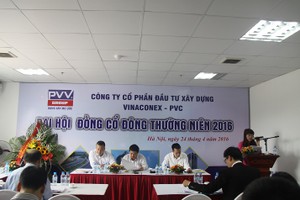 PVV
GROUP
CÔNG TY CỔ PHẦN ĐẦU TƯ XÂY DỰNG
VINACONEX - PVC
ĐẠI HỘI ĐỒNG CỔ ĐÔNG THƯỜNG NIÊN 2016
Hà Nội, ngày 24 tháng 4 năm 2016